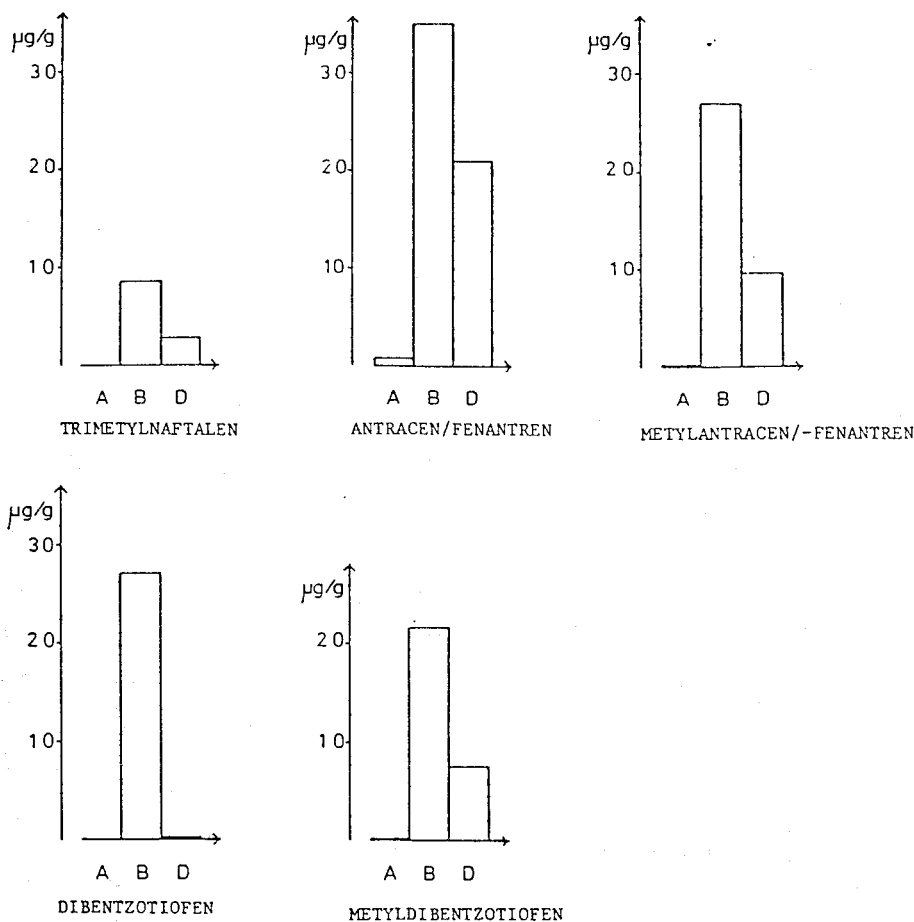 µg/g
30
20
10
A B D
TRIMETYLNAFTALEN
µg/g
30
20
10
A B D
ANTRACEN/FENANTREN
µg/g
30
20
10
A B D
METYLANTRACEN/-FENANTREN
µg/g
30
20
10
A B D
DIBENTZOTIOFEN
µg/g
20
10
A B D
METYLDIBENTZOTIOFEN